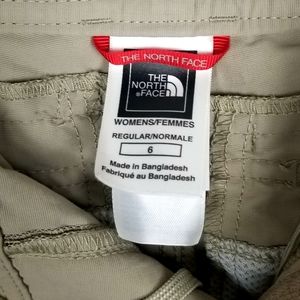 THE NORTH FACE
THE
NORTH
FACE
WOMENS/FEMMES
REGULAR/NORMALE
6
Made in Bangladesh
Fabriqué au Bangladesh